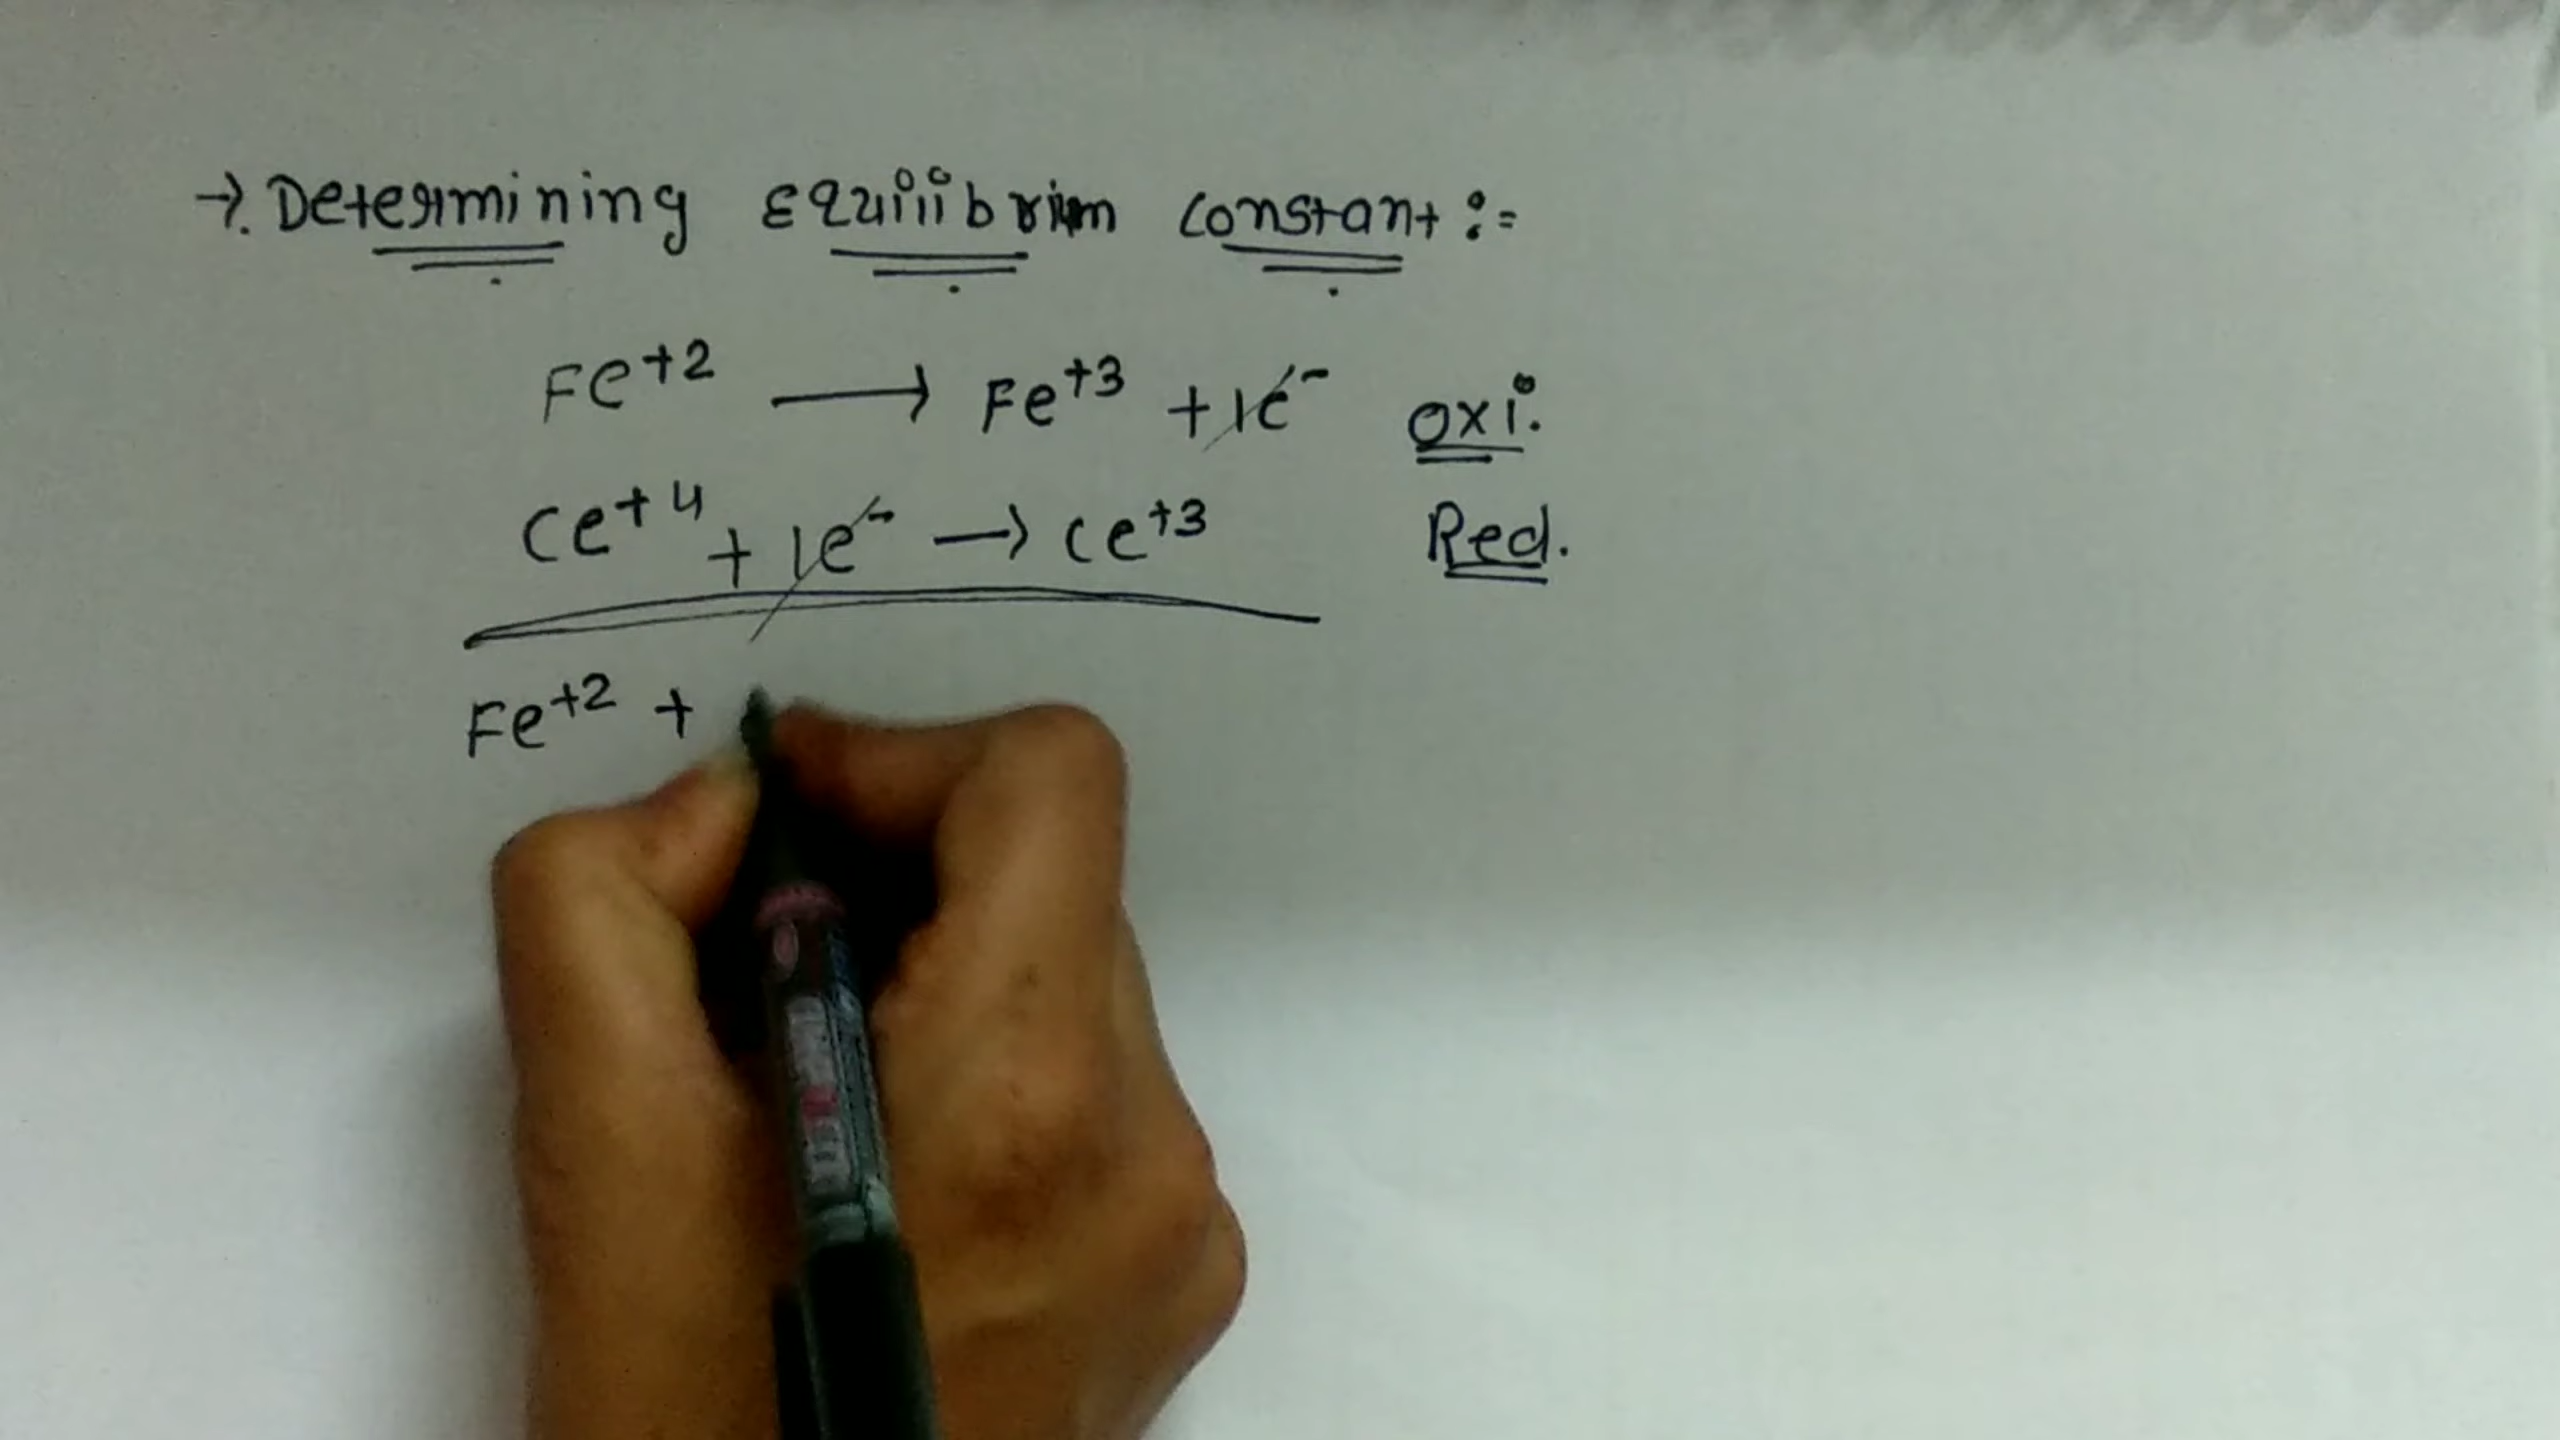 →. Determining Equilibrium constant :=
Fe⁺² ⟶ Fe⁺³ + 1e⁻ oxi.
Ce⁺⁴ + 1e⁻ → Ce⁺³ Red.
Fe⁺² +